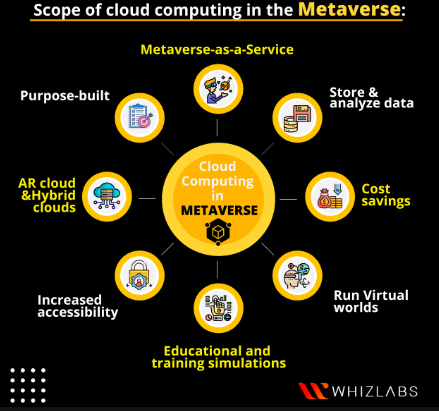 Scope of cloud computing in the Metaverse:
Metaverse-as-a-Service
Purpose-built
Store &
analyze data
AR cloud
&Hybrid
clouds
Cloud
Computing
in
METAVERSE
Cost
savings
Increased
accessibility
Run Virtual
worlds
Educational and
training simulations
WHIZLABS